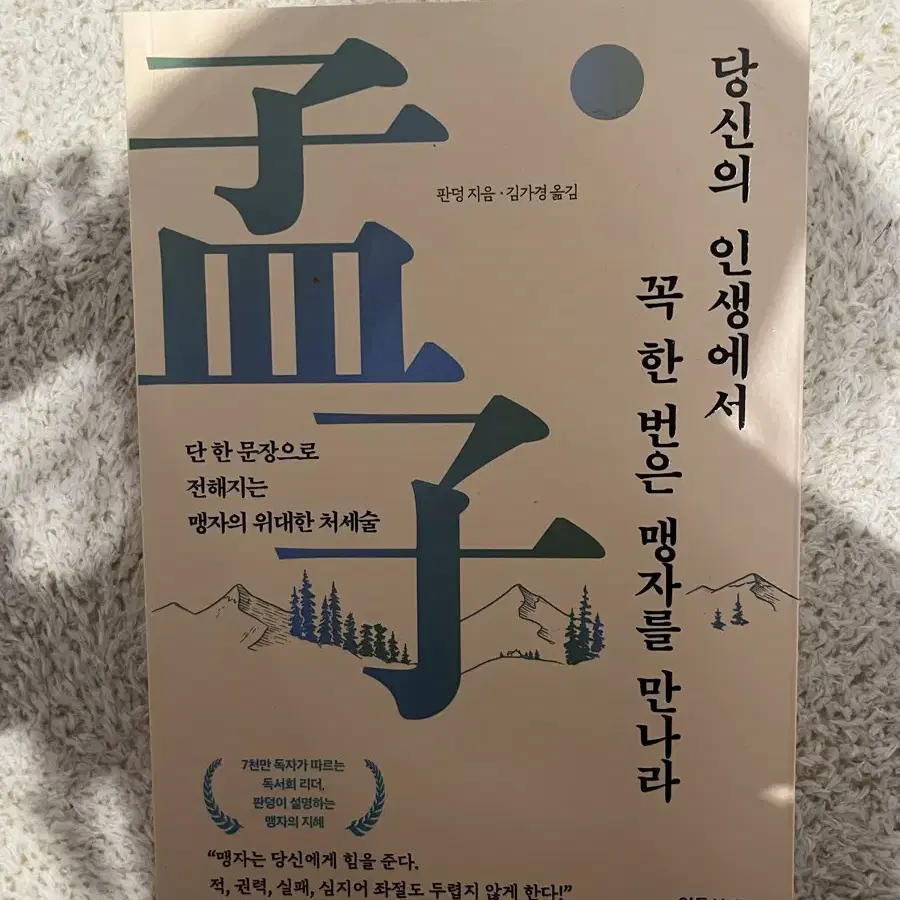 孟子
당신의 인생에서
꼭 한 번은 맹자를 만나라
판덩 지음 · 김가경 옮김
단 한 문장으로
전해지는
맹자의 위대한 처세술
7천만 독자가 따르는
독서회 리더,
판덩이 설명하는
맹자의 지혜
“맹자는 당신에게 힘을 준다.
적, 권력, 실패, 심지어 좌절도 두렵지 않게 한다!”